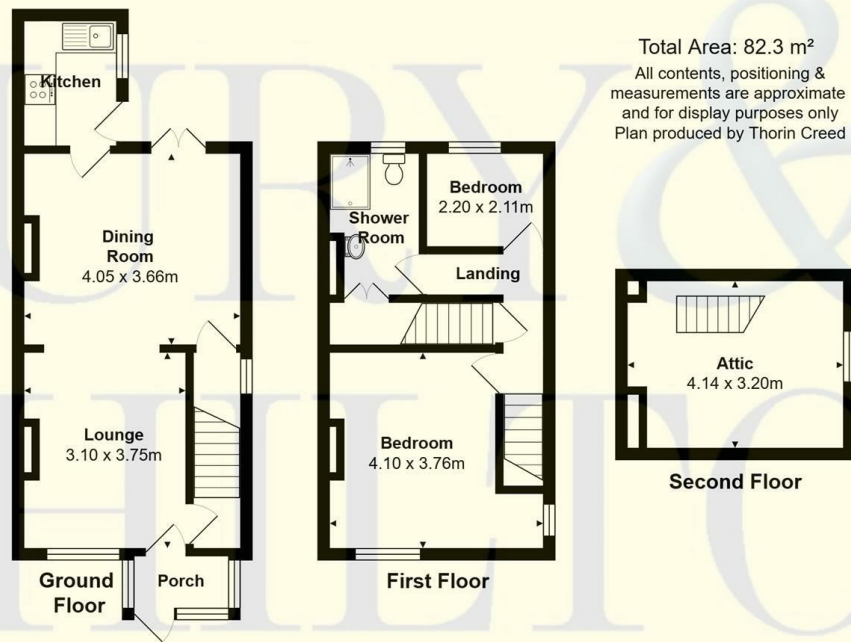 Total Area: 82.3 m²
All contents, positioning &
measurements are approximate
and for display purposes only
Plan produced by Thorin Creed
Kitchen
Dining
Room
4.05 x 3.66m
Lounge
3.10 x 3.75m
Porch
Ground
Floor
Shower
Room
Bedroom
2.20 x 2.11m
Landing
Bedroom
4.10 x 3.76m
First Floor
Attic
4.14 x 3.20m
Second Floor
URY &
HILTO